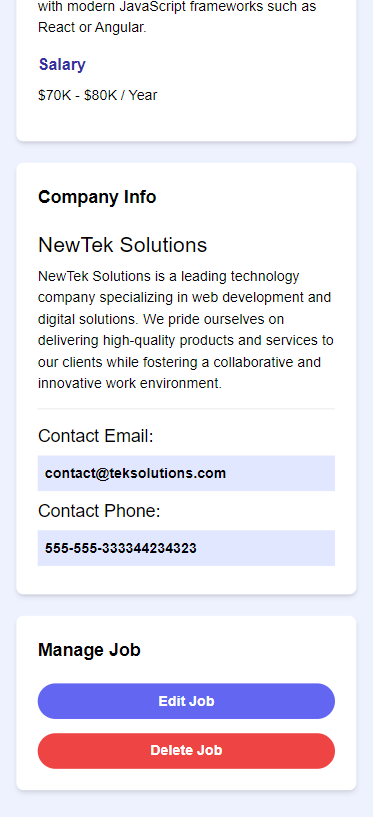 with modern JavaScript frameworks such as
React or Angular.
Salary
$70K - $80K / Year
Company Info
NewTek Solutions
NewTek Solutions is a leading technology
company specializing in web development and
digital solutions. We pride ourselves on
delivering high-quality products and services to
our clients while fostering a collaborative and
innovative work environment.
Contact Email:
contact@teksolutions.com
Contact Phone:
555-555-333344234323
Manage Job
Edit Job
Delete Job